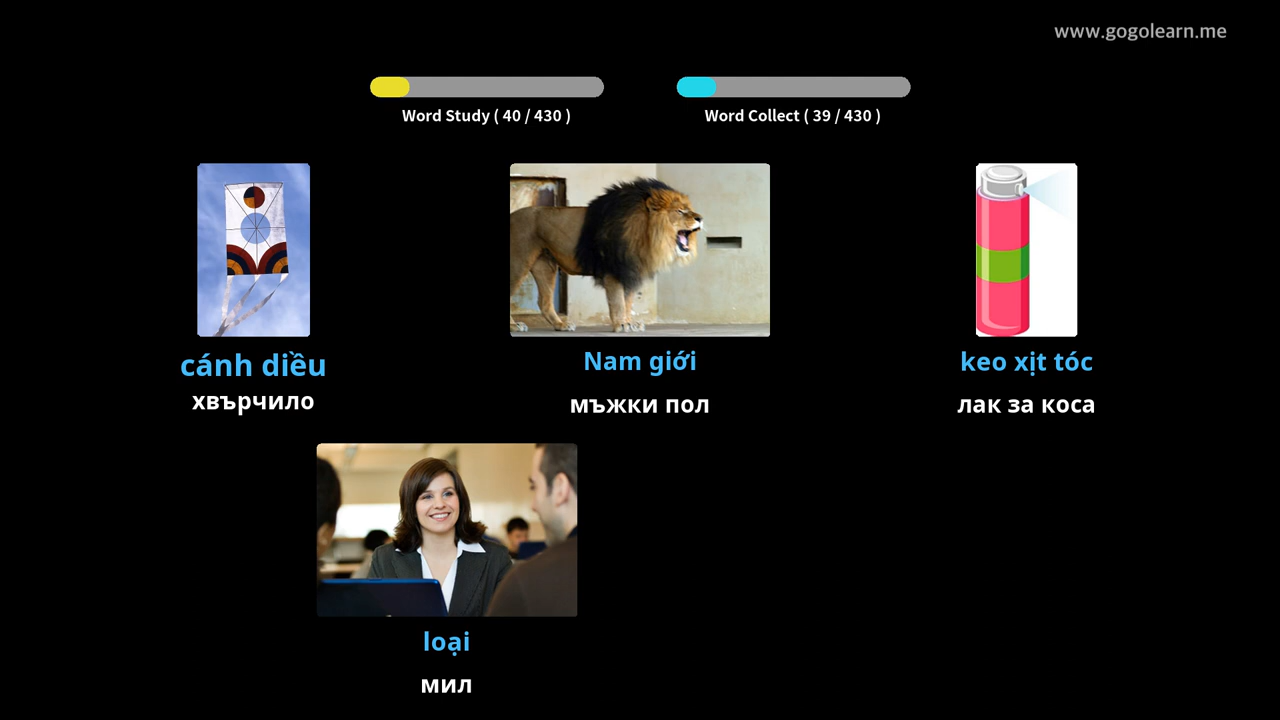 www.gogolearn.me
Word Study ( 40 / 430 )
Word Collect ( 39 / 430 )
cánh diều
хвърчило
Nam giới
мъжки пол
keo xịt tóc
лак за коса
loại
мил